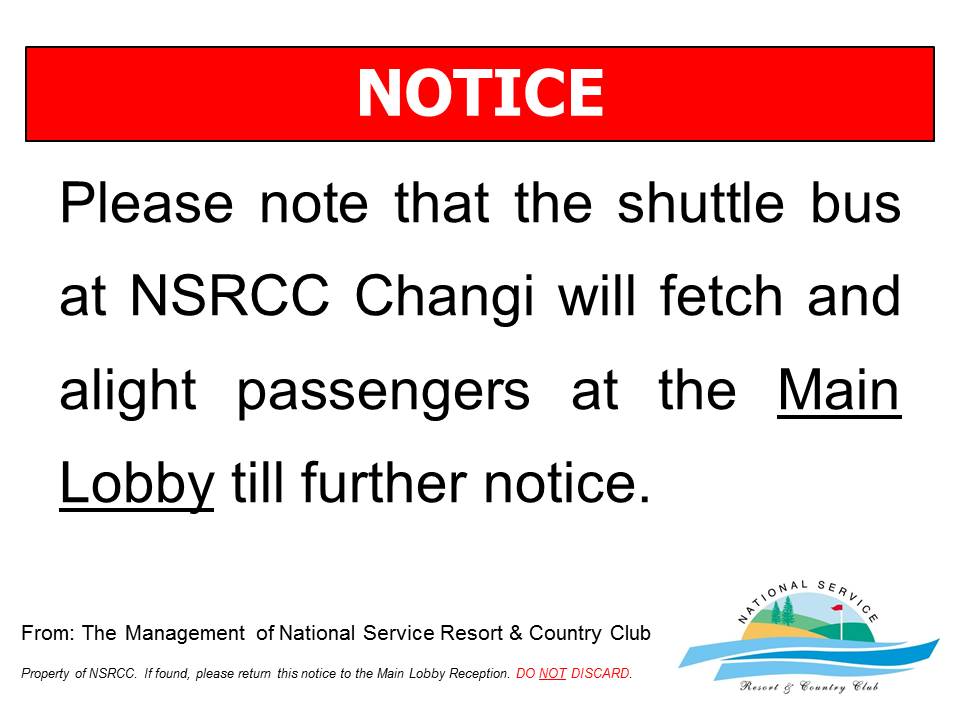 NOTICE
Please note that the shuttle bus
at NSRCC Changi will fetch and
alight passengers at the Main
Lobby till further notice.
From: The Management of National Service Resort & Country Club
Property of NSRCC. If found, please return this notice to the Main Lobby Reception. DO NOT DISCARD.
NATIONAL SERVICE
Resort & Country Club